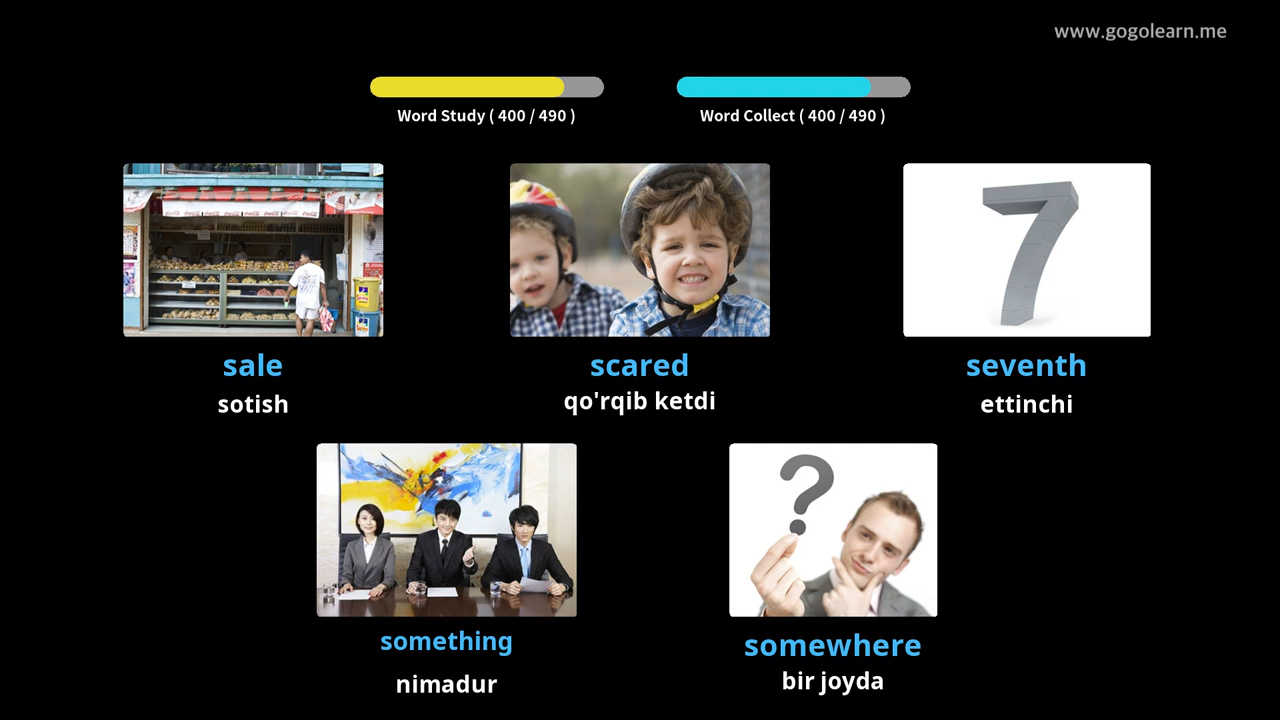 www.gogolearn.me
Word Study ( 400 / 490 )
Word Collect ( 400 / 490 )
7
sale
scared
seventh
sotish
qo'rqib ketdi
ettinchi
?
something
somewhere
nimadur
bir joyda